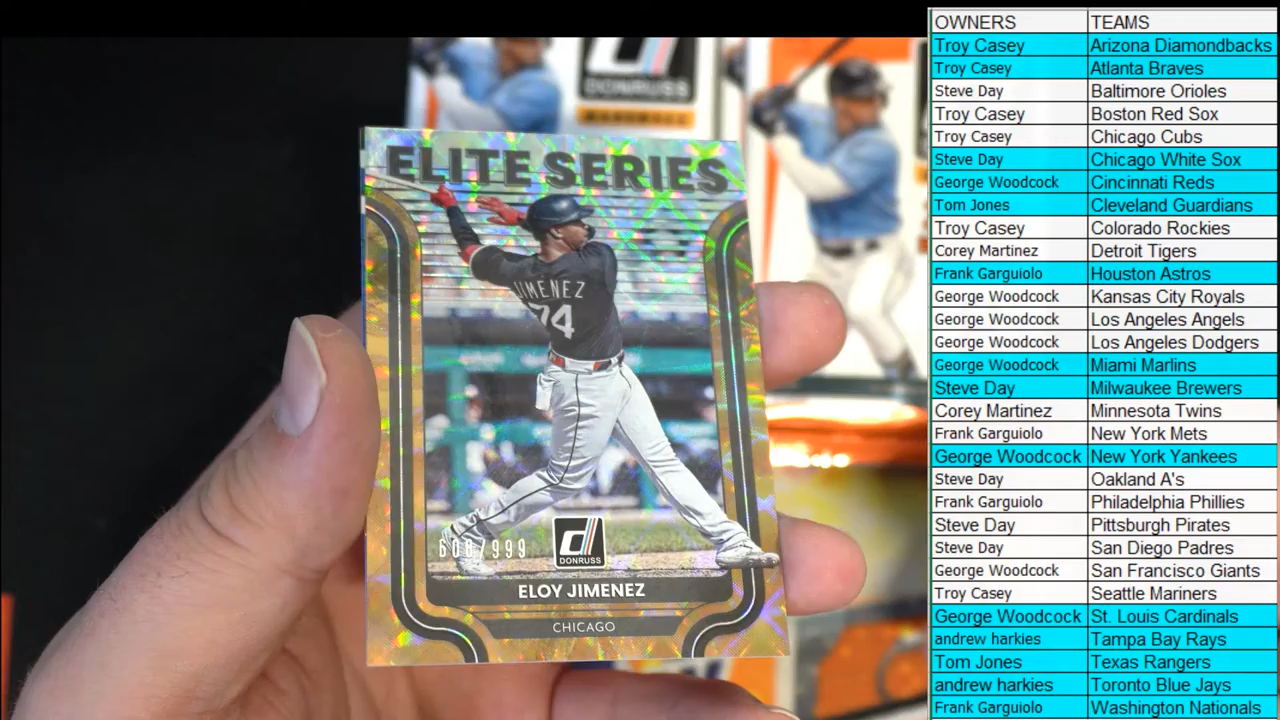 DONRUSS
BASEBALL
ELITE SERIES
JIMENEZ
74
/999
DONRUSS
ELOY JIMENEZ
CHICAGO
OWNERS TEAMS
Troy Casey Arizona Diamondbacks
Troy Casey Atlanta Braves
Steve Day Baltimore Orioles
Troy Casey Boston Red Sox
Troy Casey Chicago Cubs
Steve Day Chicago White Sox
George Woodcock Cincinnati Reds
Tom Jones Cleveland Guardians
Troy Casey Colorado Rockies
Corey Martinez Detroit Tigers
Frank Garguiolo Houston Astros
George Woodcock Kansas City Royals
George Woodcock Los Angeles Angels
George Woodcock Los Angeles Dodgers
George Woodcock Miami Marlins
Steve Day Milwaukee Brewers
Corey Martinez Minnesota Twins
Frank Garguiolo New York Mets
George Woodcock New York Yankees
Steve Day Oakland A's
Frank Garguiolo Philadelphia Phillies
Steve Day Pittsburgh Pirates
Steve Day San Diego Padres
George Woodcock San Francisco Giants
Troy Casey Seattle Mariners
George Woodcock St. Louis Cardinals
andrew harkies Tampa Bay Rays
Tom Jones Texas Rangers
andrew harkies Toronto Blue Jays
Frank Garguiolo Washington Nationals